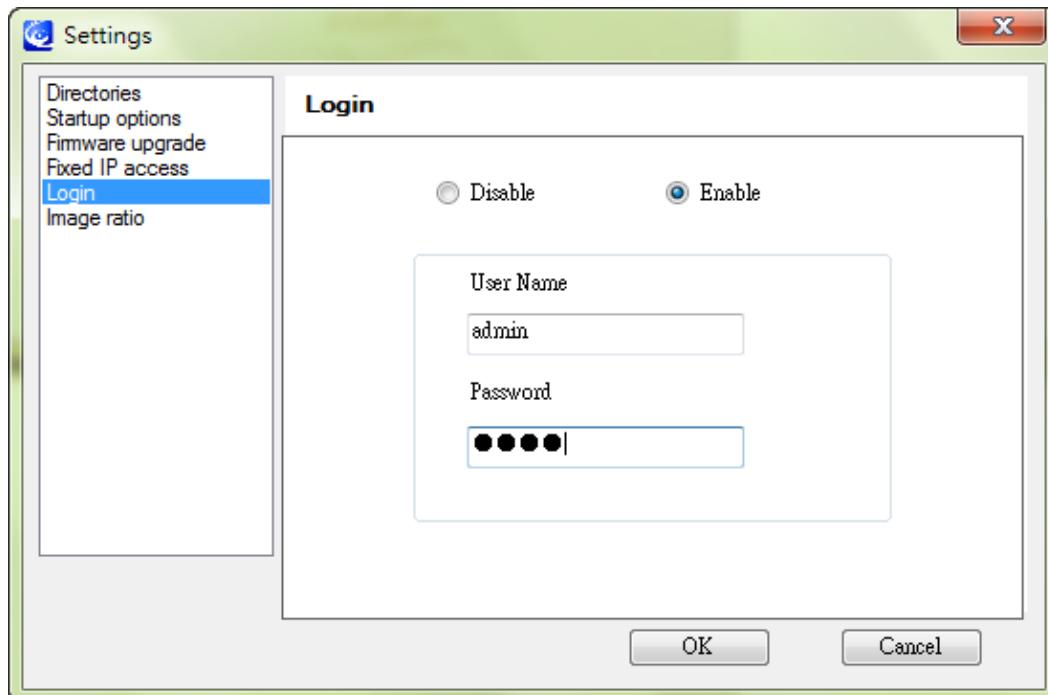 Settings
X
Directories
Startup options
Firmware upgrade
Fixed IP access
Login
Image ratio
Login
Disable
Enable
User Name
admin
Password
●●●●
OK
Cancel